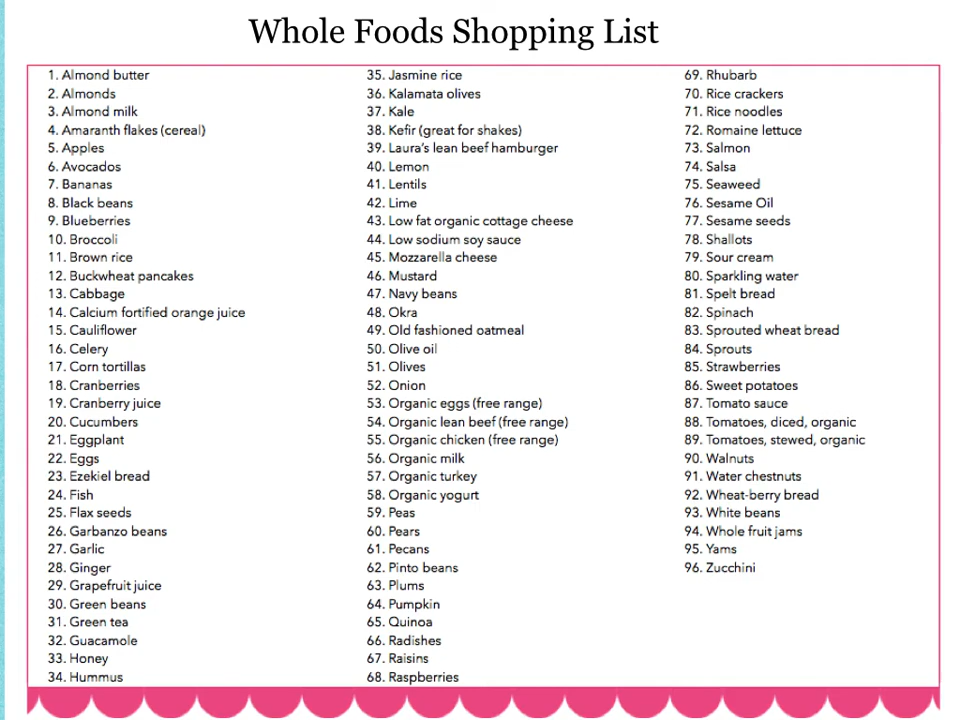 Whole Foods Shopping List
1. Almond butter
2. Almonds
3. Almond milk
4. Amaranth flakes (cereal)
5. Apples
6. Avocados
7. Bananas
8. Black beans
9. Blueberries
10. Broccoli
11. Brown rice
12. Buckwheat pancakes
13. Cabbage
14. Calcium fortified orange juice
15. Cauliflower
16. Celery
17. Corn tortillas
18. Cranberries
19. Cranberry juice
20. Cucumbers
21. Eggplant
22. Eggs
23. Ezekiel bread
24. Fish
25. Flax seeds
26. Garbanzo beans
27. Garlic
28. Ginger
29. Grapefruit juice
30. Green beans
31. Green tea
32. Guacamole
33. Honey
34. Hummus
35. Jasmine rice
36. Kalamata olives
37. Kale
38. Kefir (great for shakes)
39. Laura's lean beef hamburger
40. Lemon
41. Lentils
42. Lime
43. Low fat organic cottage cheese
44. Low sodium soy sauce
45. Mozzarella cheese
46. Mustard
47. Navy beans
48. Okra
49. Old fashioned oatmeal
50. Olive oil
51. Olives
52. Onion
53. Organic eggs (free range)
54. Organic lean beef (free range)
55. Organic chicken (free range)
56. Organic milk
57. Organic turkey
58. Organic yogurt
59. Peas
60. Pears
61. Pecans
62. Pinto beans
63. Plums
64. Pumpkin
65. Quinoa
66. Radishes
67. Raisins
68. Raspberries
69. Rhubarb
70. Rice crackers
71. Rice noodles
72. Romaine lettuce
73. Salmon
74. Salsa
75. Seaweed
76. Sesame Oil
77. Sesame seeds
78. Shallots
79. Sour cream
80. Sparkling water
81. Spelt bread
82. Spinach
83. Sprouted wheat bread
84. Sprouts
85. Strawberries
86. Sweet potatoes
87. Tomato sauce
88. Tomatoes, diced, organic
89. Tomatoes, stewed, organic
90. Walnuts
91. Water chestnuts
92. Wheat-berry bread
93. White beans
94. Whole fruit jams
95. Yams
96. Zucchini